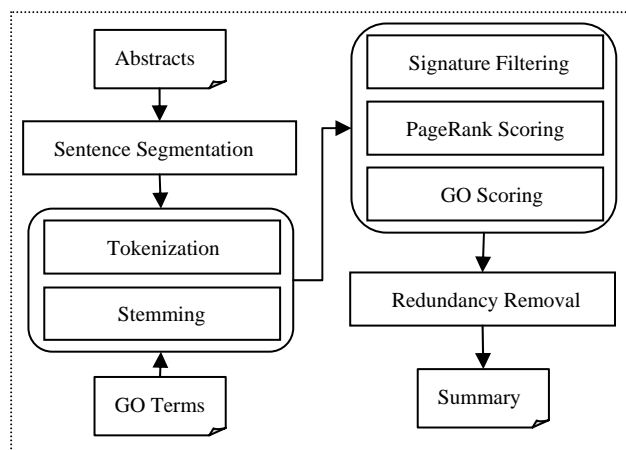 Abstracts
Sentence Segmentation
Tokenization
Stemming
GO Terms
Signature Filtering
PageRank Scoring
GO Scoring
Redundancy Removal
Summary